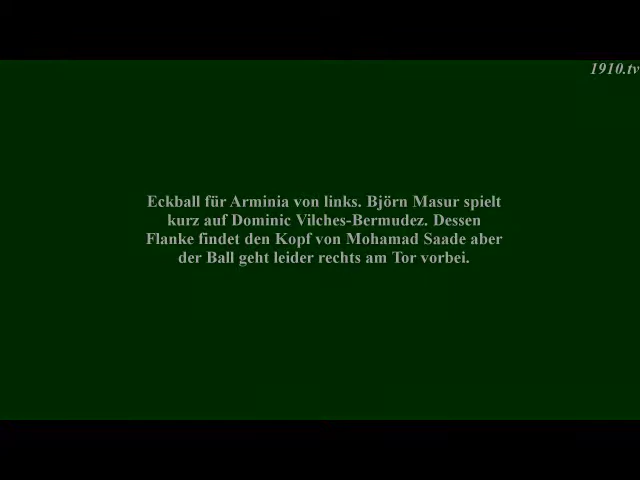 1910.tv
Eckball für Arminia von links. Björn Masur spielt
kurz auf Dominic Vilches-Bermudez. Dessen
Flanke findet den Kopf von Mohamad Saade aber
der Ball geht leider rechts am Tor vorbei.